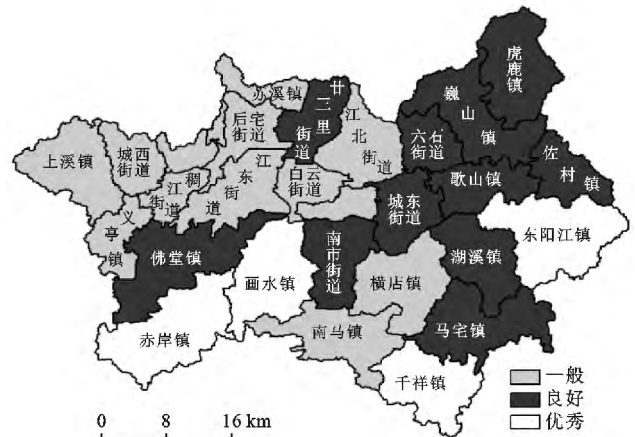 虎鹿镇
巍山镇
廿三里街道
苏溪镇
后宅街道
江北街道
六石街道
佐村镇
上溪镇
城西街道
稠江街道
江东街道
白云街道
歌山镇
城东街道
义亭镇
佛堂镇
画水镇
南市街道
横店镇
湖溪镇
东阳江镇
赤岸镇
南马镇
马宅镇
千祥镇
一般
良好
优秀
0 8 16 km